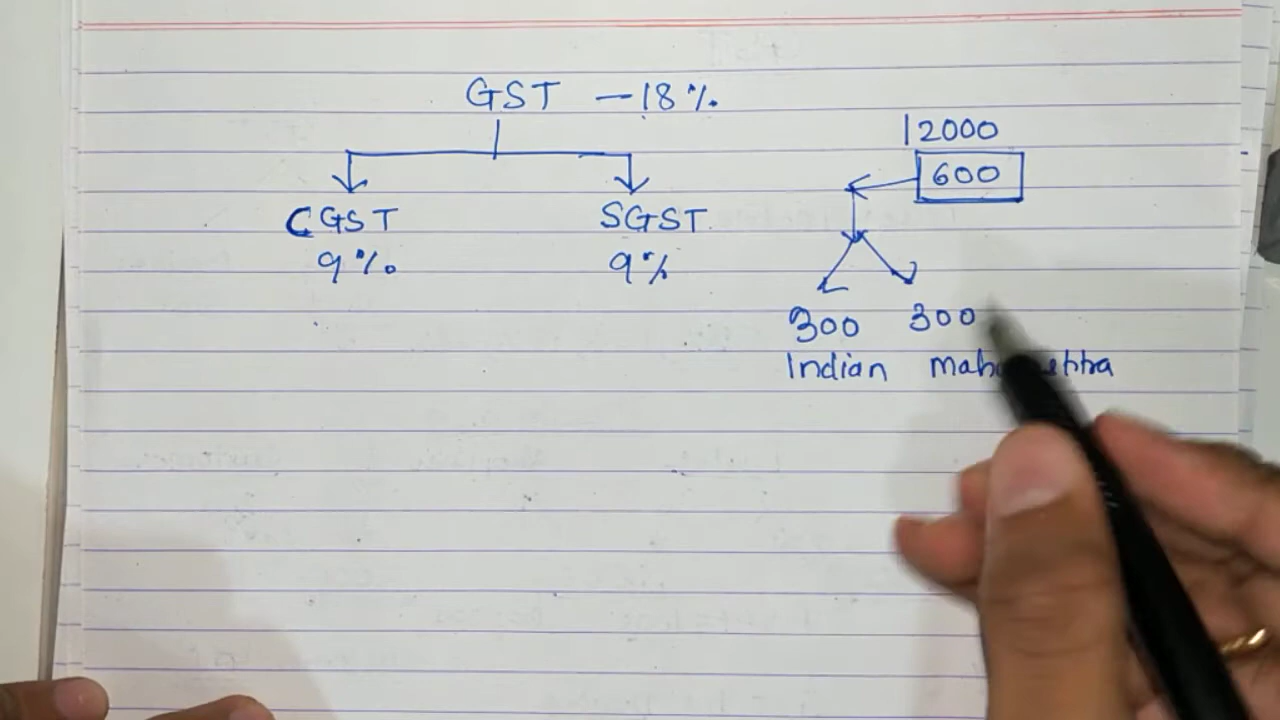 GST — 18%
CGST SGST
9% 9%
12000
600
300 300
Indian